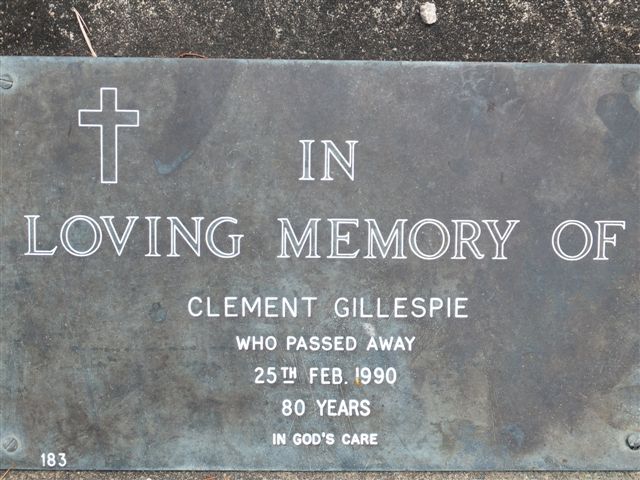 IN
LOVING MEMORY OF
CLEMENT GILLESPIE
WHO PASSED AWAY
25TH FEB. 1990
80 YEARS
IN GOD'S CARE
183